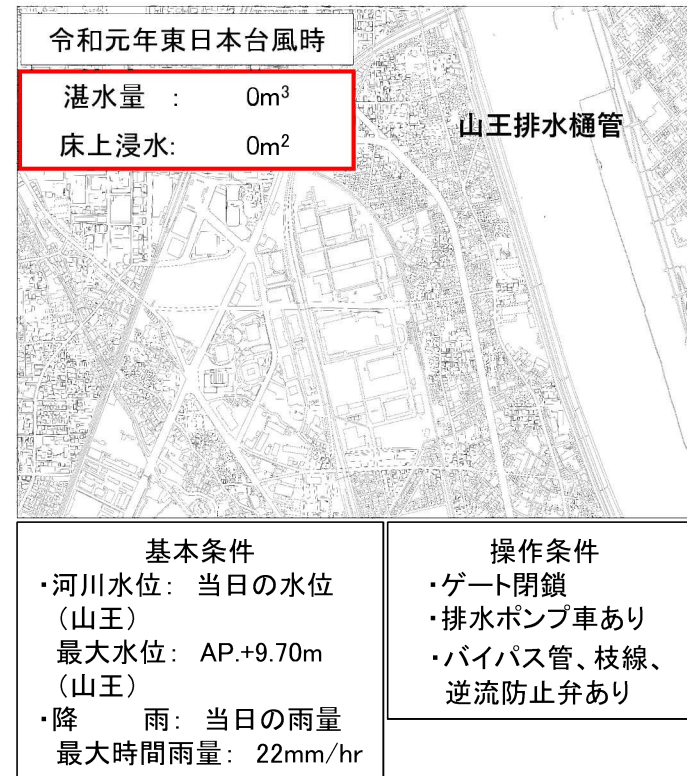 令和元年東日本台風時
湛水量 : 0m³
床上浸水: 0m²
山王排水樋管
基本条件
・河川水位: 当日の水位
(山王)
最大水位: AP.+9.70m
(山王)
・降 雨: 当日の雨量
最大時間雨量: 22mm/hr
操作条件
・ゲート閉鎖
・排水ポンプ車あり
・バイパス管、枝線、
逆流防止弁あり